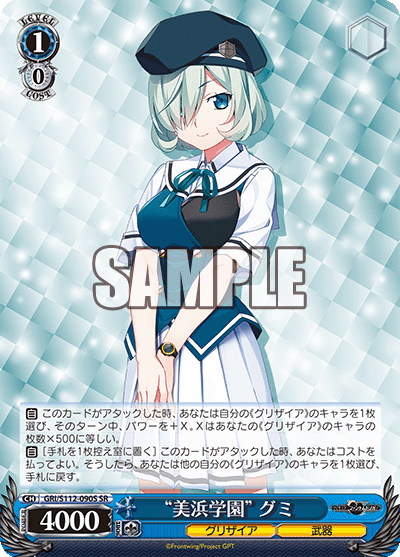 LEVEL
1
0
COST
SAMPLE
自 このカードがアタックした時、あなたは自分の《グリザイア》のキャラを1枚
選び、そのターン中、パワーを＋X。Xはあなたの《グリザイア》のキャラの
枚数×500に等しい。
自 [手札を1枚控え室に置く] このカードがアタックした時、あなたはコストを
払ってよい。そうしたら、あなたは他の自分の《グリザイア》のキャラを1枚選び、
手札に戻す。
CH GRI/S112-090S SR
4000
“美浜学園” グミ
グリザイア 武器
©Frontwing/Project GPT